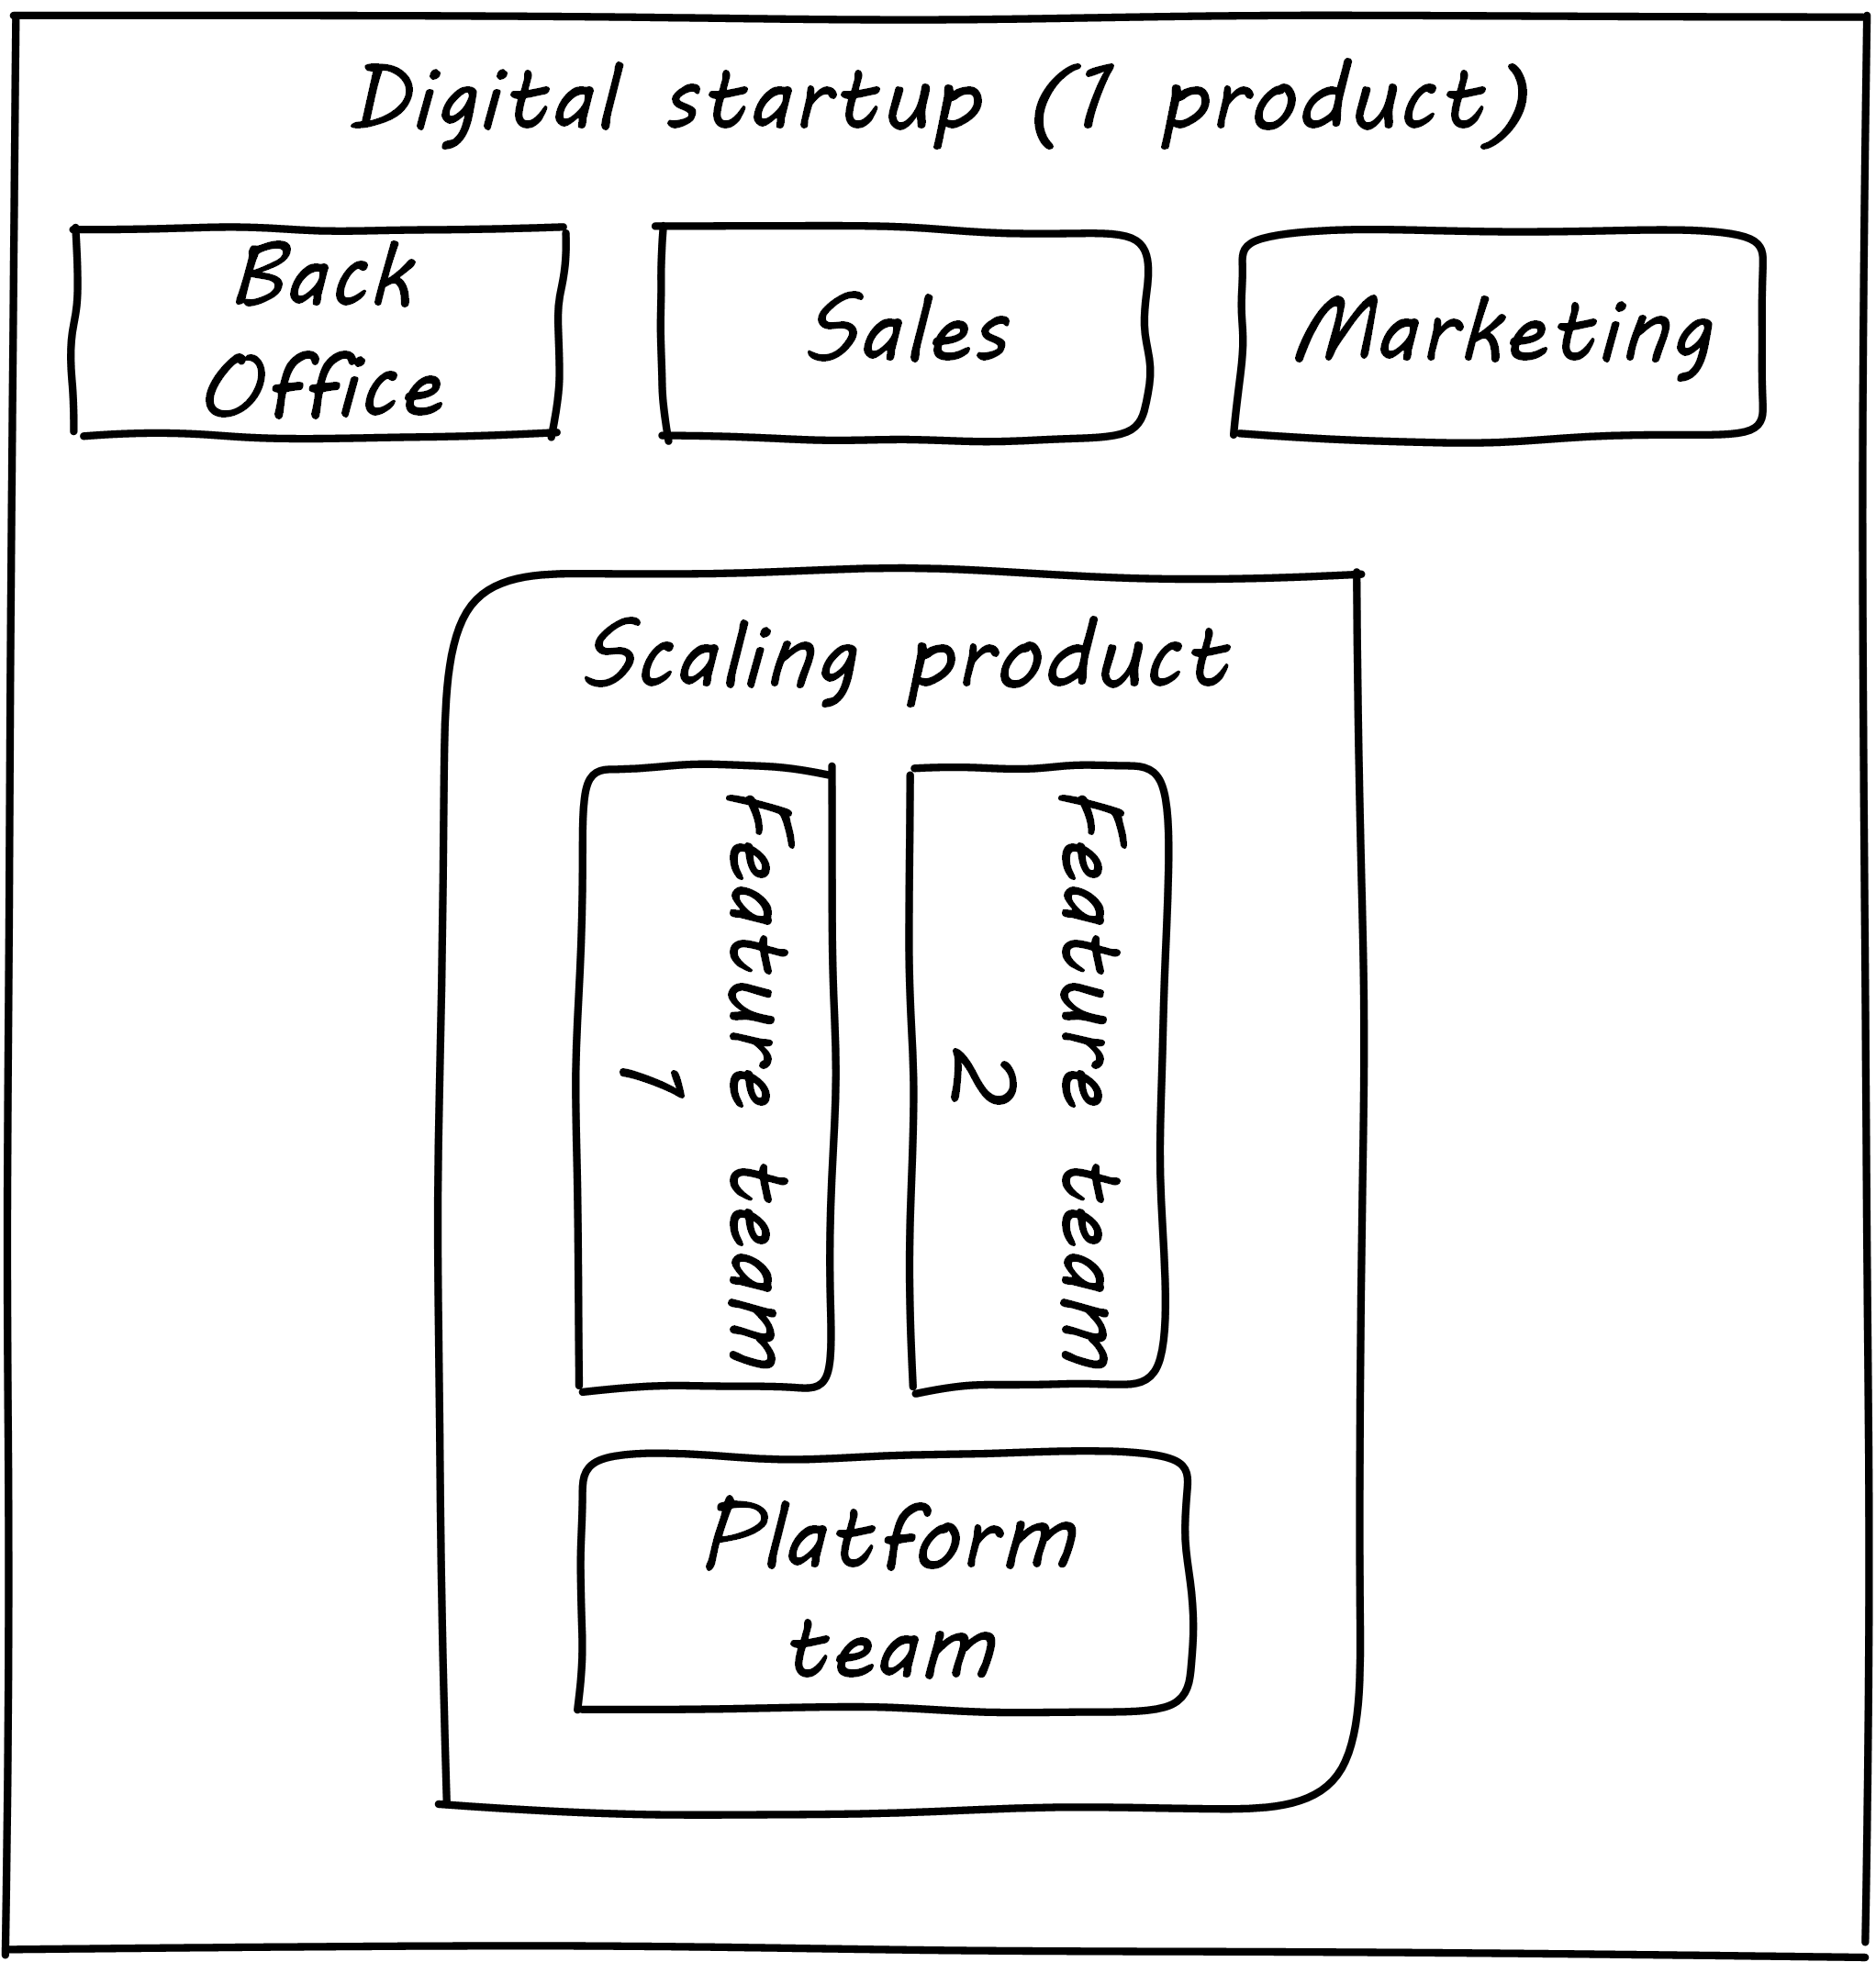 Digital startup (1 product)
Back
Office
Sales
Marketing
Scaling product
Feature team
1
Feature team
2
Platform
team